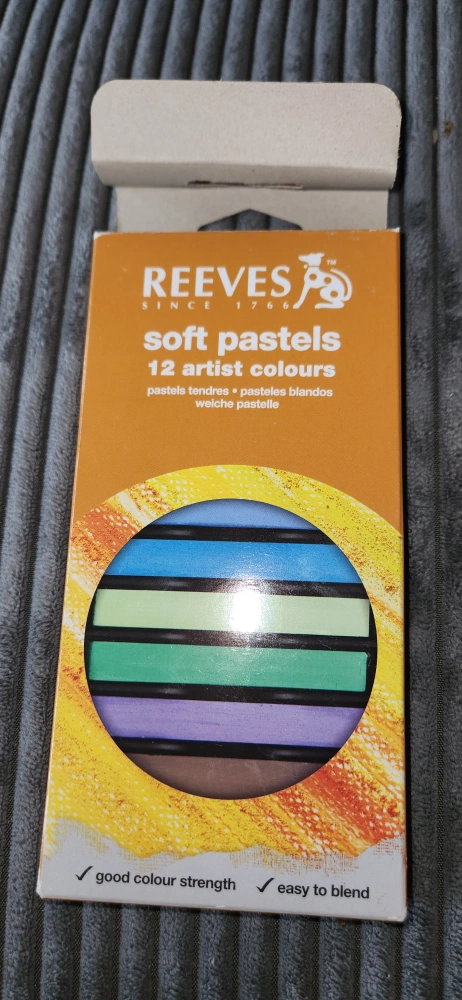 REEVES™
SINCE 1766
soft pastels
12 artist colours
pastels tendres • pasteles blandos
weiche pastelle
✓ good colour strength ✓ easy to blend